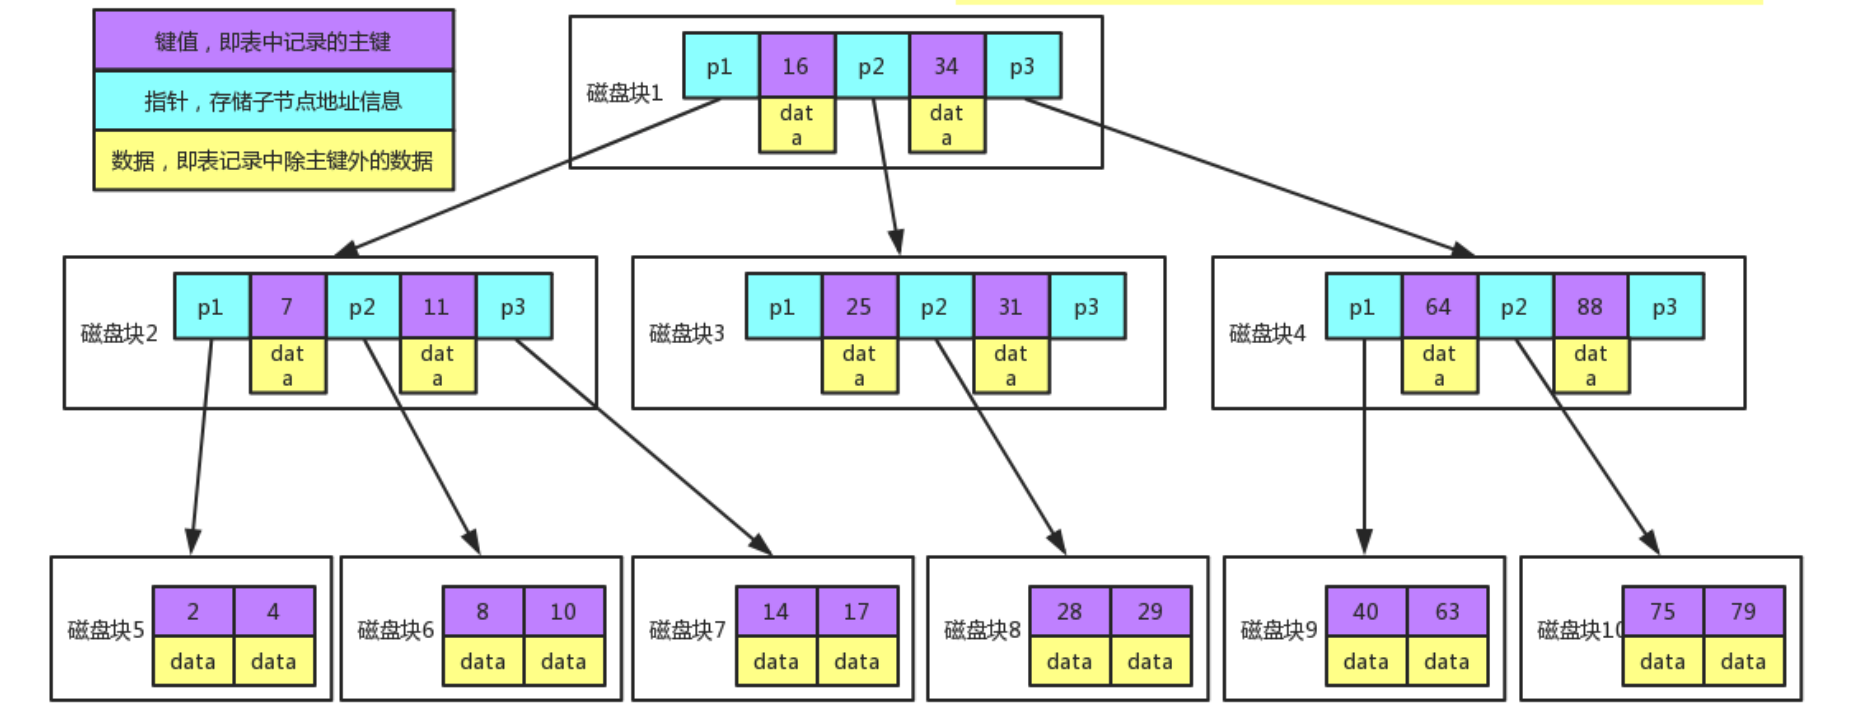 键值，即表中记录的主键
指针，存储子节点地址信息
数据，即表记录中除主键外的数据
磁盘块1
p1 16 p2 34 p3
dat
a
dat
a
磁盘块2
p1 7 p2 11 p3
dat
a
dat
a
磁盘块3
p1 25 p2 31 p3
dat
a
dat
a
磁盘块4
p1 64 p2 88 p3
dat
a
dat
a
磁盘块5
2 4
data data
磁盘块6
8 10
data data
磁盘块7
14 17
data data
磁盘块8
28 29
data data
磁盘块9
40 63
data data
磁盘块10
75 79
data data